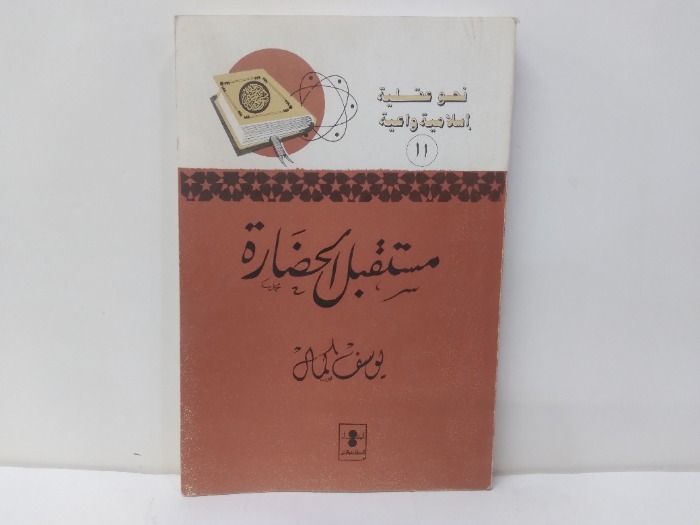 نحو عقلية
إسلامية واعية
١١
مستقبل الحضارة
يوسف كمال